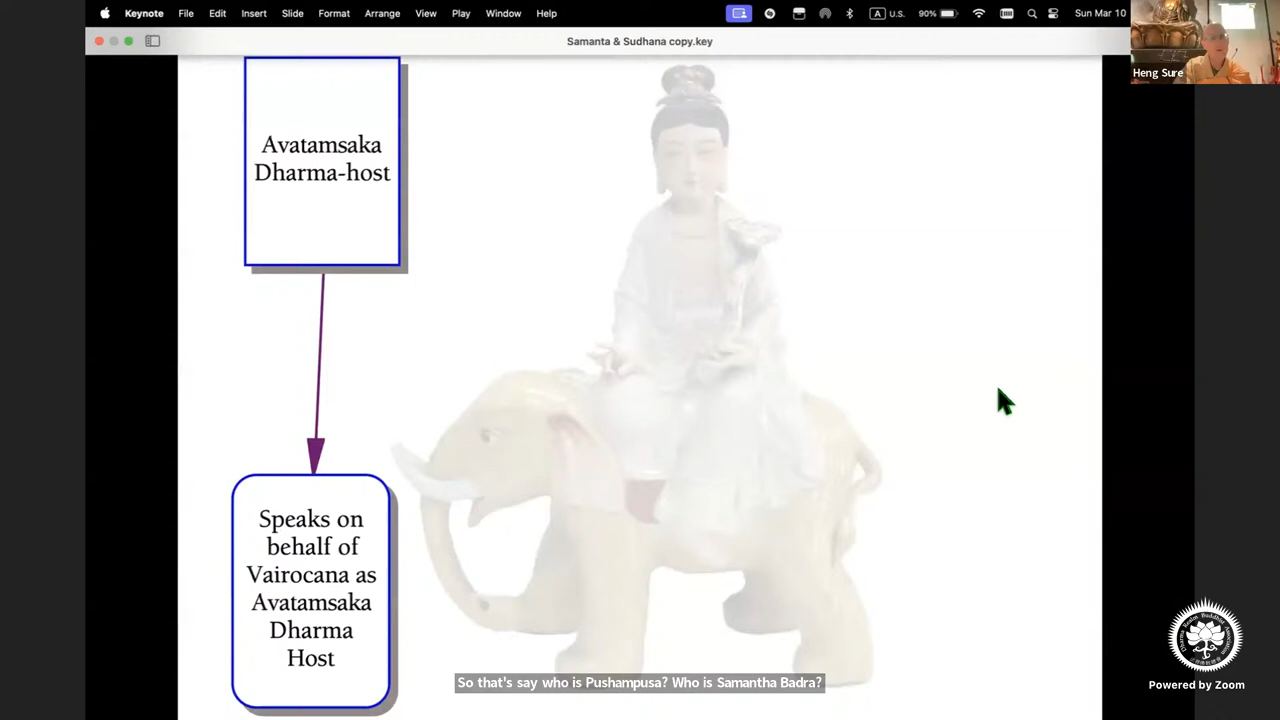 Keynote File Edit Insert Slide Format Arrange View Play Window Help A U.S. 90% Sun Mar 10
Samanta & Sudhana copy.key
Heng Sure
Avatamsaka
Dharma-host
Speaks on
behalf of
Vairocana as
Avatamsaka
Dharma
Host
So that's say who is Pushampusa? Who is Samantha Badra?
Powered by Zoom